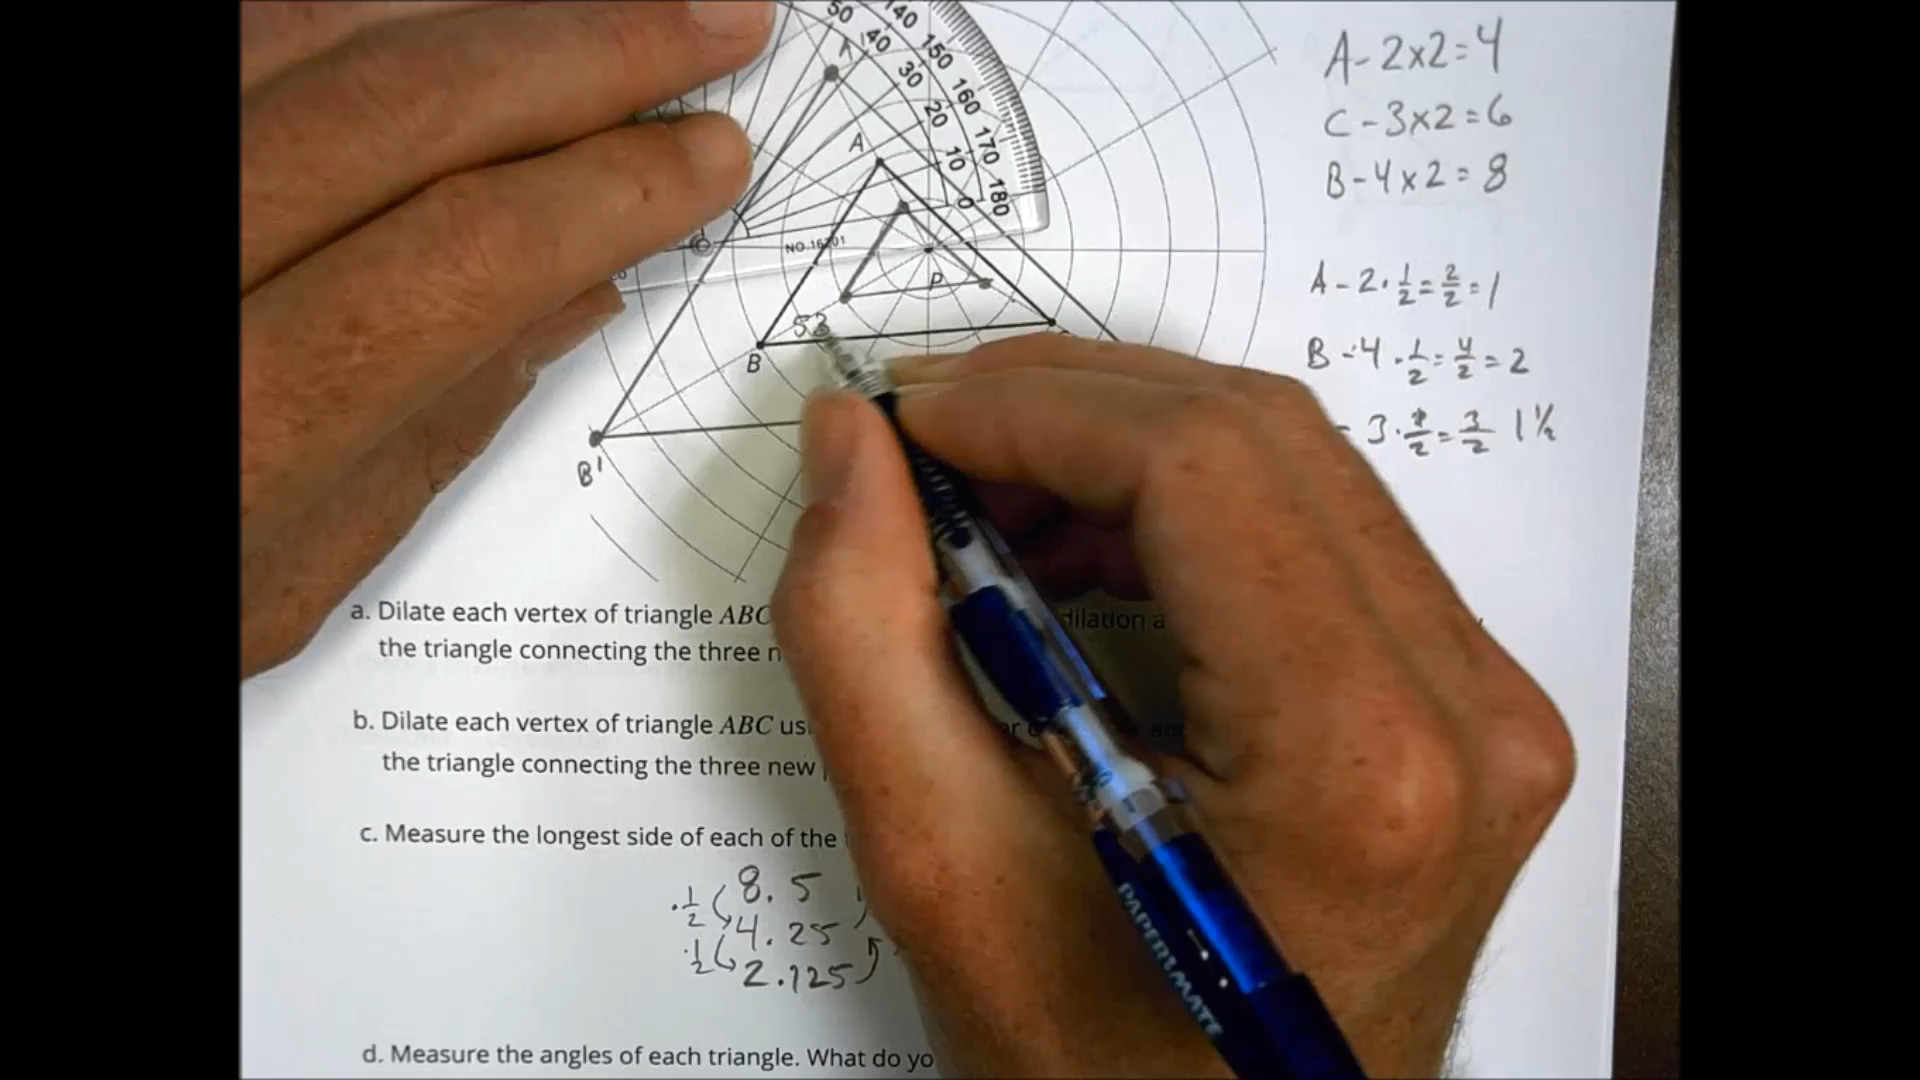 50
140
40
150
30
160
20
170
10
180
0
A'
A
NO.16201
P
53
B
B'
A - 2x2 = 4
C - 3x2 = 6
B - 4x2 = 8
A - 2 · 1/2 = 2/2 = 1
B - 4 · 1/2 = 4/2 = 2
- 3 · 1/2 = 3/2 1 1/2
a. Dilate each vertex of triangle ABC dilation a
the triangle connecting the three n
b. Dilate each vertex of triangle ABC us
the triangle connecting the three new
c. Measure the longest side of each of the
· 1/2 8.5
· 1/2 4.25
2.125
d. Measure the angles of each triangle. What do yo
PAPERMATE